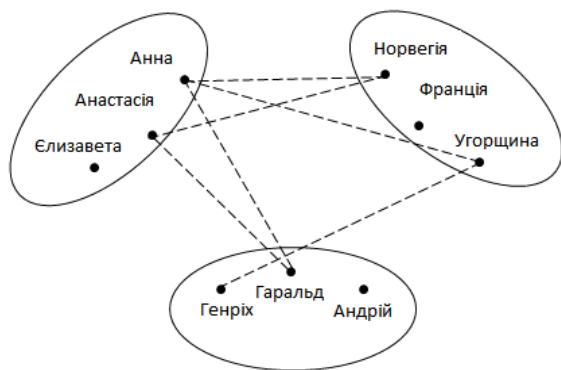 Анна
Анастасія
Єлизавета
Норвегія
Франція
Угорщина
Генріх
Гаральд
Андрій